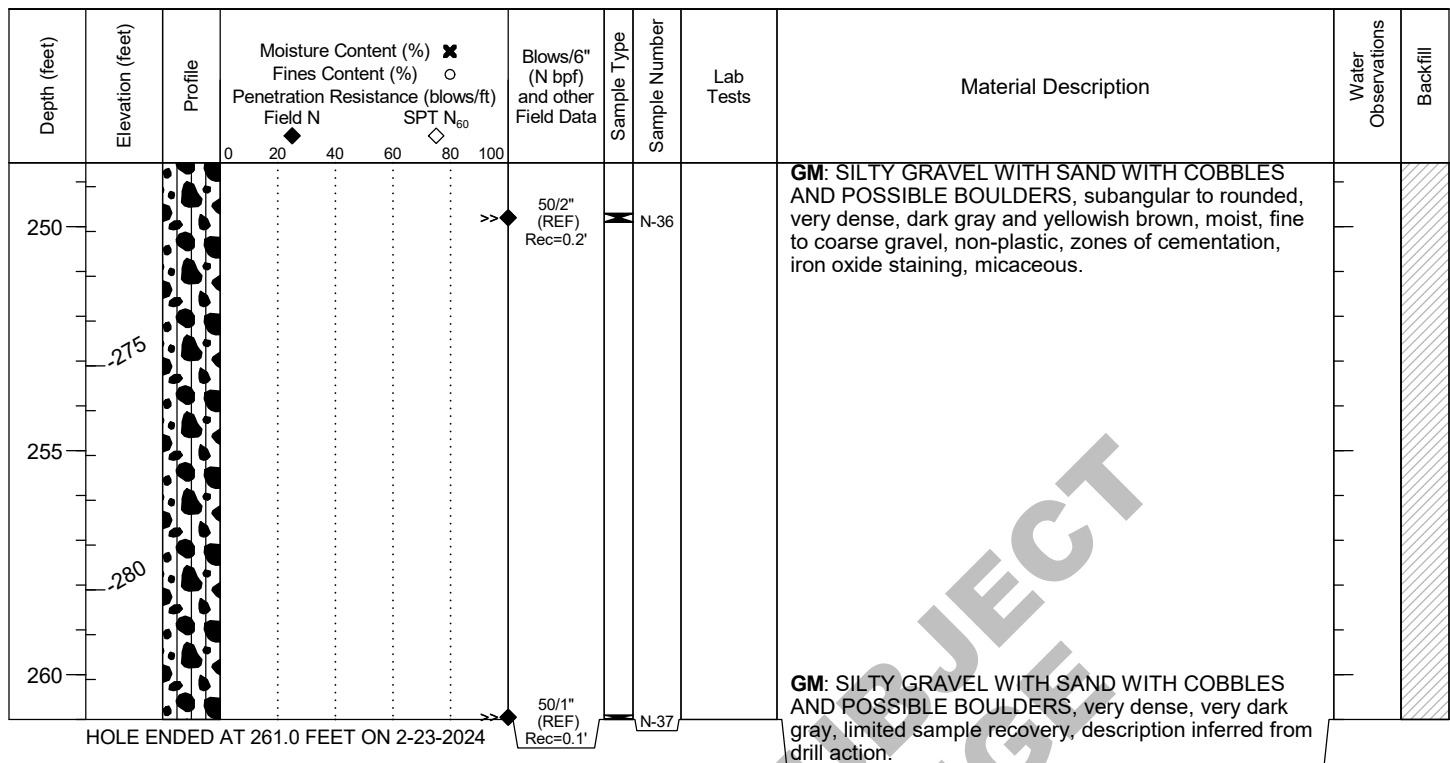 Depth (feet)
Elevation (feet)
Profile
Moisture Content (%)
Fines Content (%)
Penetration Resistance (blows/ft)
Field N SPT N60
0 20 40 60 80 100
Blows/6"
(N bpf)
and other
Field Data
Sample Type
Sample Number
Lab
Tests
Material Description
Water
Observations
Backfill
GM: SILTY GRAVEL WITH SAND WITH COBBLES
AND POSSIBLE BOULDERS, subangular to rounded,
very dense, dark gray and yellowish brown, moist, fine
to coarse gravel, non-plastic, zones of cementation,
iron oxide staining, micaceous.
250
>>
50/2"
(REF)
Rec=0.2'
N-36
-275
255
-280
260
GM: SILTY GRAVEL WITH SAND WITH COBBLES
AND POSSIBLE BOULDERS, very dense, very dark
gray, limited sample recovery, description inferred from
drill action.
>>
50/1"
(REF)
Rec=0.1'
N-37
HOLE ENDED AT 261.0 FEET ON 2-23-2024